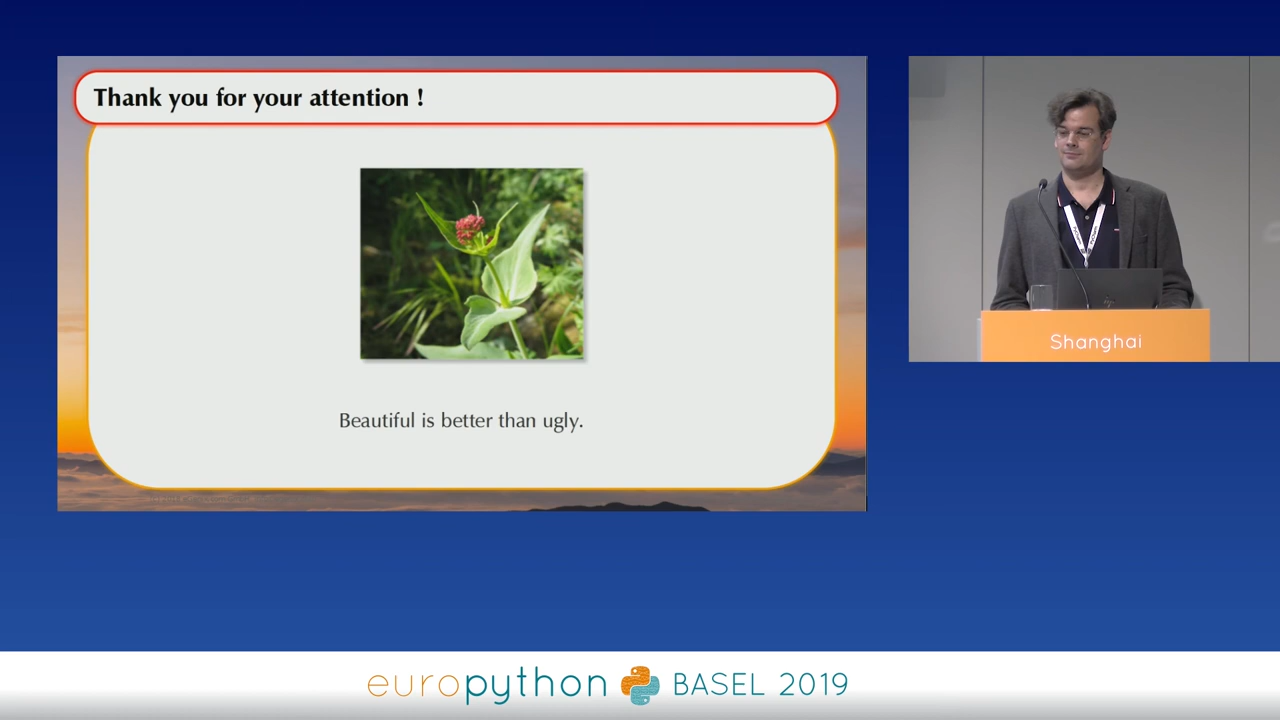 Thank you for your attention !
Beautiful is better than ugly.
Shanghai
europython BASEL 2019